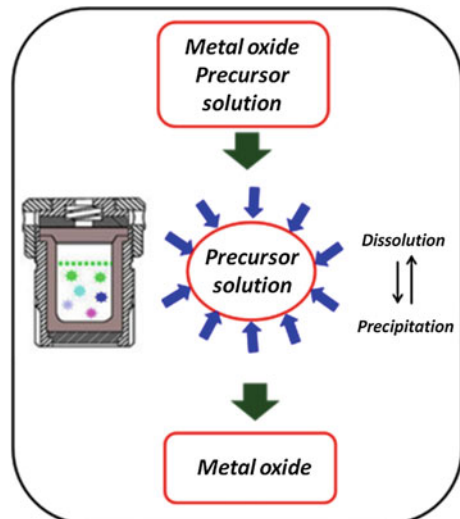 Metal oxide
Precursor
solution
Precursor
solution
Dissolution
Precipitation
Metal oxide